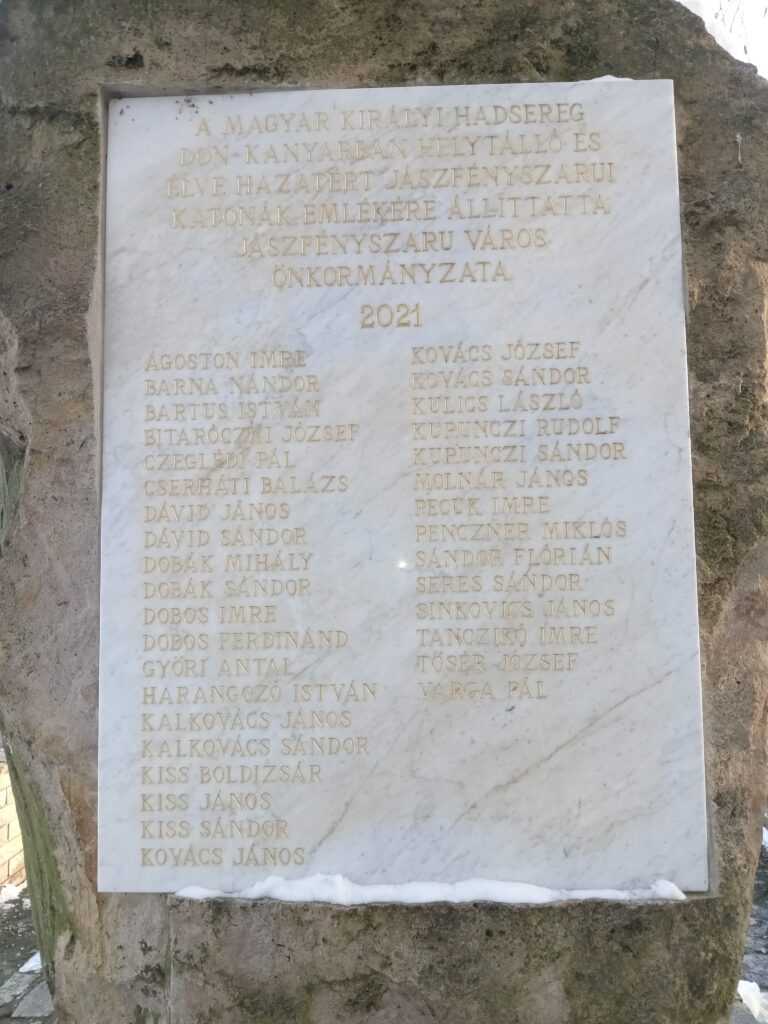 A MAGYAR KIRÁLYI HADSEREG
DON-KANYARBAN HELYTÁLLÓ ÉS
ÉLVE HAZATÉRT JÁSZFÉNYSZARUI
KATONÁK EMLÉKÉRE ÁLLÍTTATTA
JÁSZFÉNYSZARU VÁROS
ÖNKORMÁNYZATA
2021
ÁGOSTON IMRE
BARNA NÁNDOR
BARTUS ISTVÁN
BITARÓCZKI JÓZSEF
CZEGLÉDI PÁL
CSERHÁTI BALÁZS
DÁVID JÁNOS
DÁVID SÁNDOR
DOBÁK MIHÁLY
DOBÁK SÁNDOR
DOBOS IMRE
DOBOS FERDINÁND
GYŐRI ANTAL
HARANGOZÓ ISTVÁN
KALKOVÁCS JÁNOS
KALKOVÁCS SÁNDOR
KISS BOLDIZSÁR
KISS JÁNOS
KISS SÁNDOR
KOVÁCS JÁNOS
KOVÁCS JÓZSEF
KOVÁCS SÁNDOR
KULICS LÁSZLÓ
KURUNCZI RUDOLF
KURUNCZI SÁNDOR
MOLNÁR JÁNOS
PECÚK IMRE
PENCZNER MIKLÓS
SÁNDOR FLÓRIÁN
SERES SÁNDOR
SINKOVICS JÁNOS
TANCZIKÓ IMRE
TŐSÉR JÓZSEF
VARGA PÁL